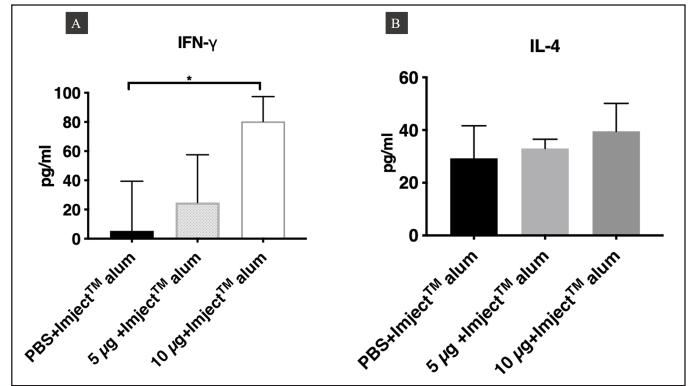 A
IFN-γ
*
100
80
60
40
20
0
pg/ml
PBS+Imject™ alum
5 µg +Imject™ alum
10 µg+Imject™ alum
B
IL-4
60
40
20
0
pg/ml
PBS+Imject™ alum
5 µg +Imject™ alum
10 µg+Imject™ alum